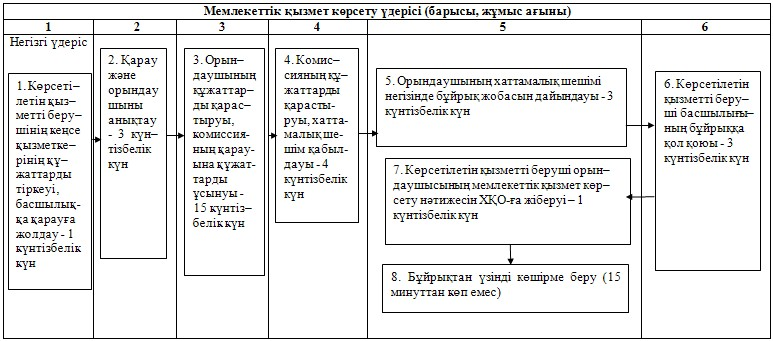 Мемлекеттік қызмет көрсету үдерісі (барысы, жұмыс ағыны)
1
2
3
4
5
6
Негізгі үдеріс
1. Көрсеті–
летін қыз–
метті беру–
шінің кеңсе
қызметке–
рінің құ–
жаттарды
тіркеуі,
басшылық-
қа қарауға
жолдау - 1
күнтізбелік
күн
2. Қарау
және
орындау
шыны
анықтау
- 3 күн–
тізбелік
күн
3. Орын–
даушының
құжаттар–
ды қарас–
тыруы,
комиссия-
ның қарау–
ына құжат-
тарды
ұсынуы -
15 күнтіз–
белік күн
4. Комис–
сияның құ–
жаттарды
қарасты–
руы, хатта-
малық ше–
шім қабыл-
дауы - 4
күнтізбелік
күн
5. Орындаушының хаттамалық шешімі
негізінде бұйрық жобасын дайындауы - 3
күнтізбелік күн
6. Көрсетілетін
қызметті беру–
ші басшылығы–
ның бұйрыққа
қол қоюы - 3
күнтізбелік күн
7. Көрсетілетін қызметті беруші орын–
даушысының мемлекеттік қызмет көр–
сету нәтижесін ХҚО-ға жіберуі – 1
күнтізбелік күн
8. Бұйрықтан үзінді көшірме беру (15
минуттан көп емес)